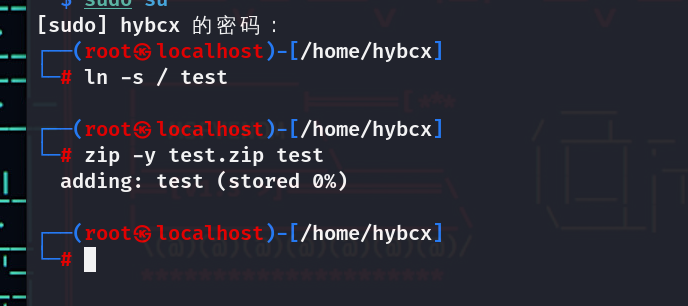 $ sudo su
[sudo] hybcx 的密码：
┌──(root㉿localhost)-[/home/hybcx]
└─# ln -s / test
┌──(root㉿localhost)-[/home/hybcx]
└─# zip -y test.zip test
  adding: test (stored 0%)
┌──(root㉿localhost)-[/home/hybcx]
└─#